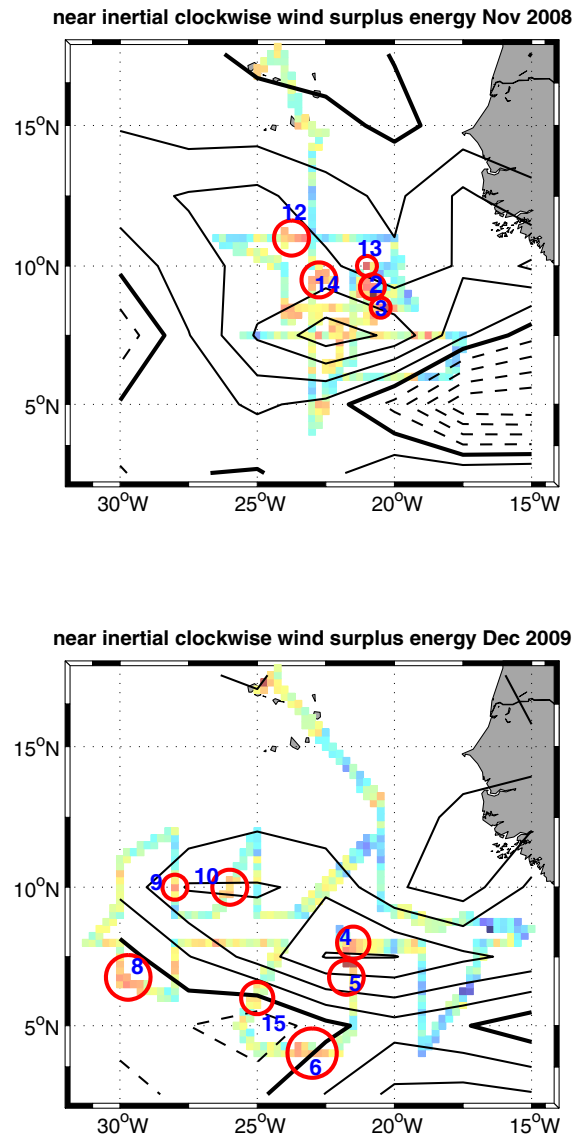 near inertial clockwise wind surplus energy Nov 2008
15°N
12
10°N
13
14
2
3
5°N
30°W 25°W 20°W 15°W
near inertial clockwise wind surplus energy Dec 2009
15°N
10°N
9
10
4
8
5
15
5°N
6
30°W 25°W 20°W 15°W